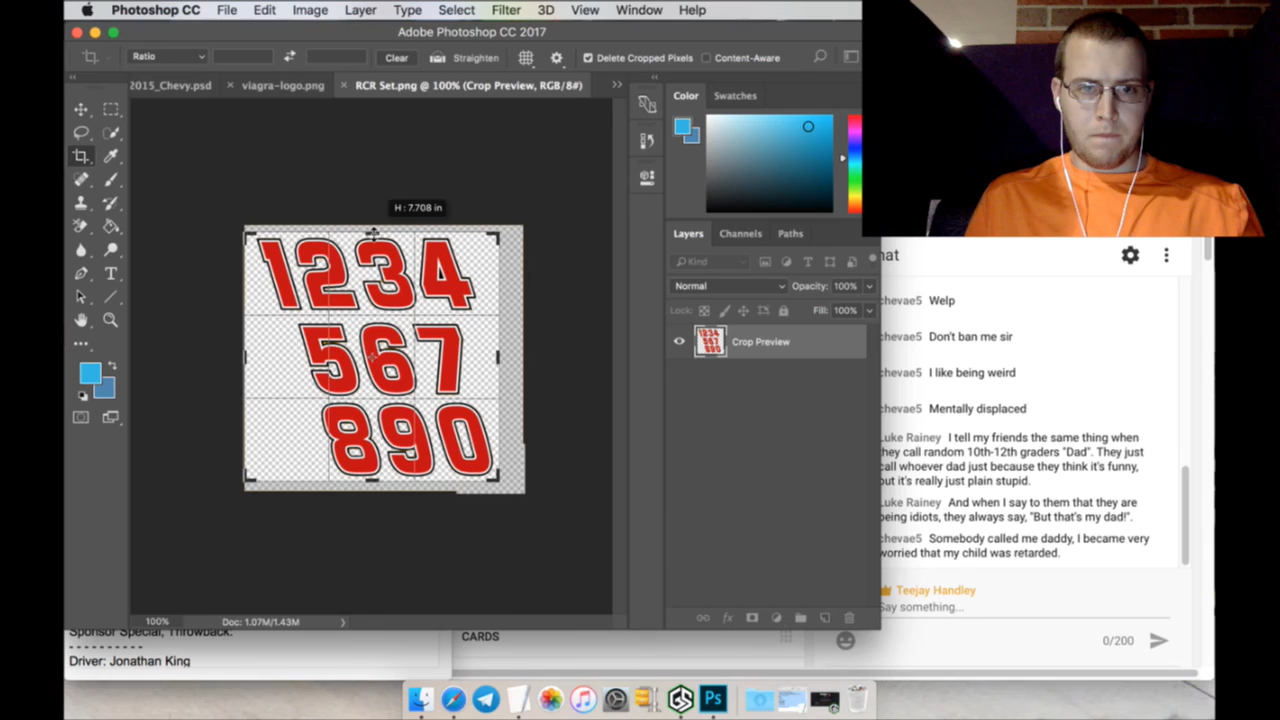 Photoshop CC File Edit Image Layer Type Select Filter 3D View Window Help
Adobe Photoshop CC 2017
Ratio Clear Straighten Delete Cropped Pixels Content-Aware
2015_Chevy.psd × viagra-logo.png × RCR Set.png @ 100% (Crop Preview, RGB/8#) >>
Color Swatches
H : 7.708 in
1234
567
890
Layers Channels Paths
Kind
Normal Opacity: 100%
Lock: Fill: 100%
Crop Preview
100% Doc: 1.07M/1.43M
hat
chevae5 Welp
chevae5 Don't ban me sir
chevae5 I like being weird
chevae5 Mentally displaced
Luke Rainey I tell my friends the same thing when
they call random 10th-12th graders "Dad". They just
call whoever dad just because they think it's funny,
but it's really just plain stupid.
Luke Rainey And when I say to them that they are
being idiots, they always say, "But that's my dad!".
chevae5 Somebody called me daddy, I became very
worried that my child was retarded.
Teejay Handley
Say something...
0/200
Sponsor Special, Throwback.
----------
Driver: Jonathan King
CARDS
GS
Ps